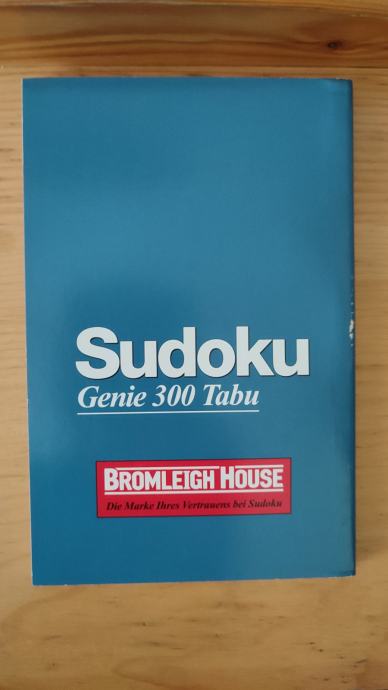 Sudoku
Genie 300 Tabu
BROMLEIGH HOUSE
Die Marke Ihres Vertrauens bei Sudoku